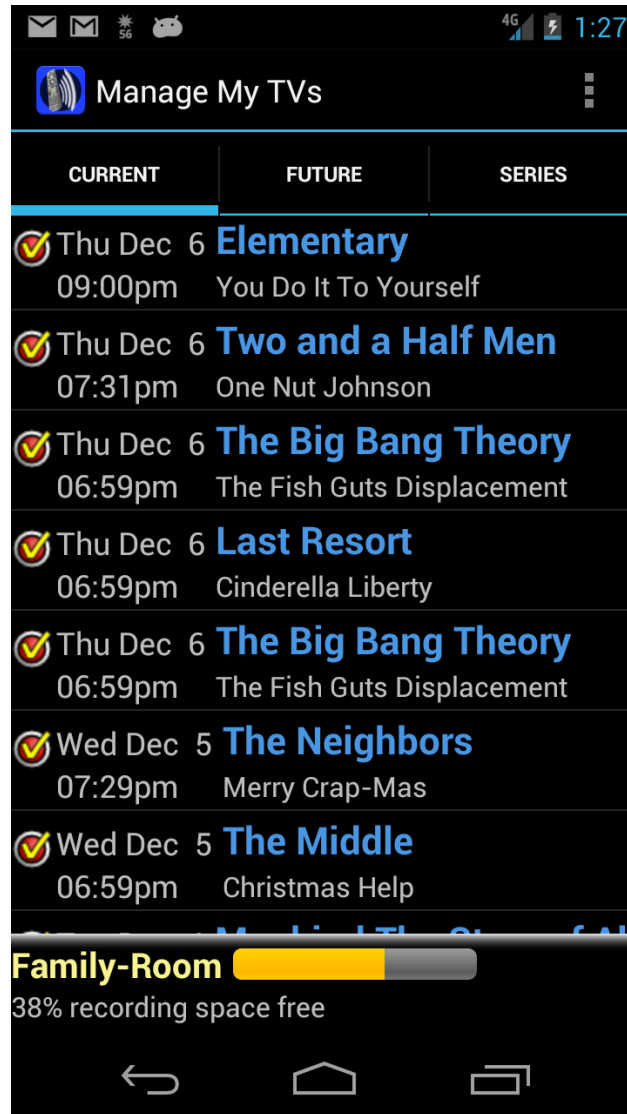 56 4G 1:27
Manage My TVs
CURRENT FUTURE SERIES
Thu Dec 6 Elementary
09:00pm You Do It To Yourself
Thu Dec 6 Two and a Half Men
07:31pm One Nut Johnson
Thu Dec 6 The Big Bang Theory
06:59pm The Fish Guts Displacement
Thu Dec 6 Last Resort
06:59pm Cinderella Liberty
Thu Dec 6 The Big Bang Theory
06:59pm The Fish Guts Displacement
Wed Dec 5 The Neighbors
07:29pm Merry Crap-Mas
Wed Dec 5 The Middle
06:59pm Christmas Help
Family-Room
38% recording space free